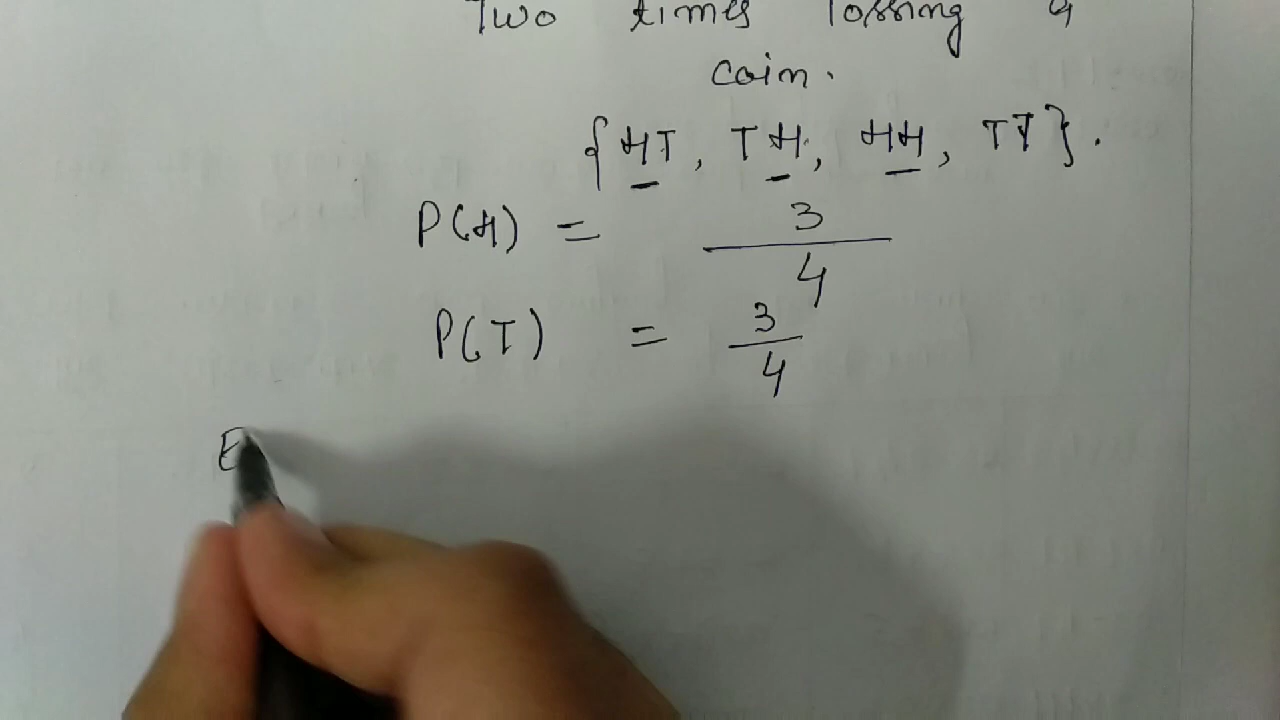 Two times tossing a
coin.
{HT, TH, HH, TT}.
P(H) = 3/4
P(T) = 3/4
E